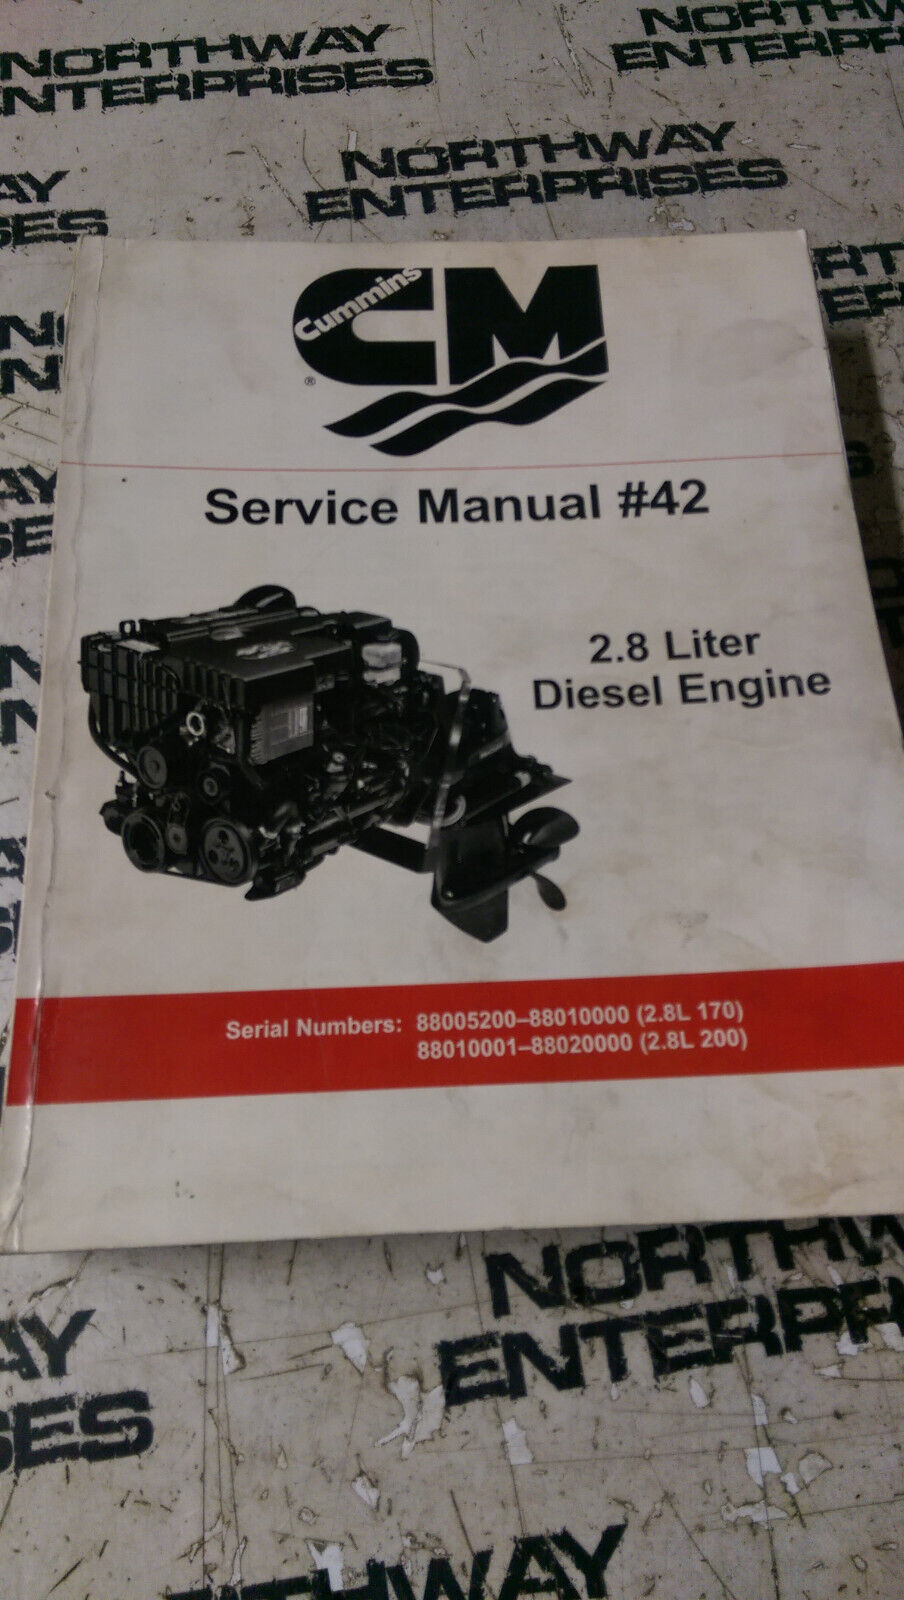 NORTHWAY
ENTERPRISES
NORTHWAY
ENTERPRISES
NORTHWAY
ENTERPRISES
Cummins
CM
®
Service Manual #42
2.8 Liter
Diesel Engine
Serial Numbers: 88005200–88010000 (2.8L 170)
88010001–88020000 (2.8L 200)
NORTHWAY
ENTERPRISES
NORTHWAY